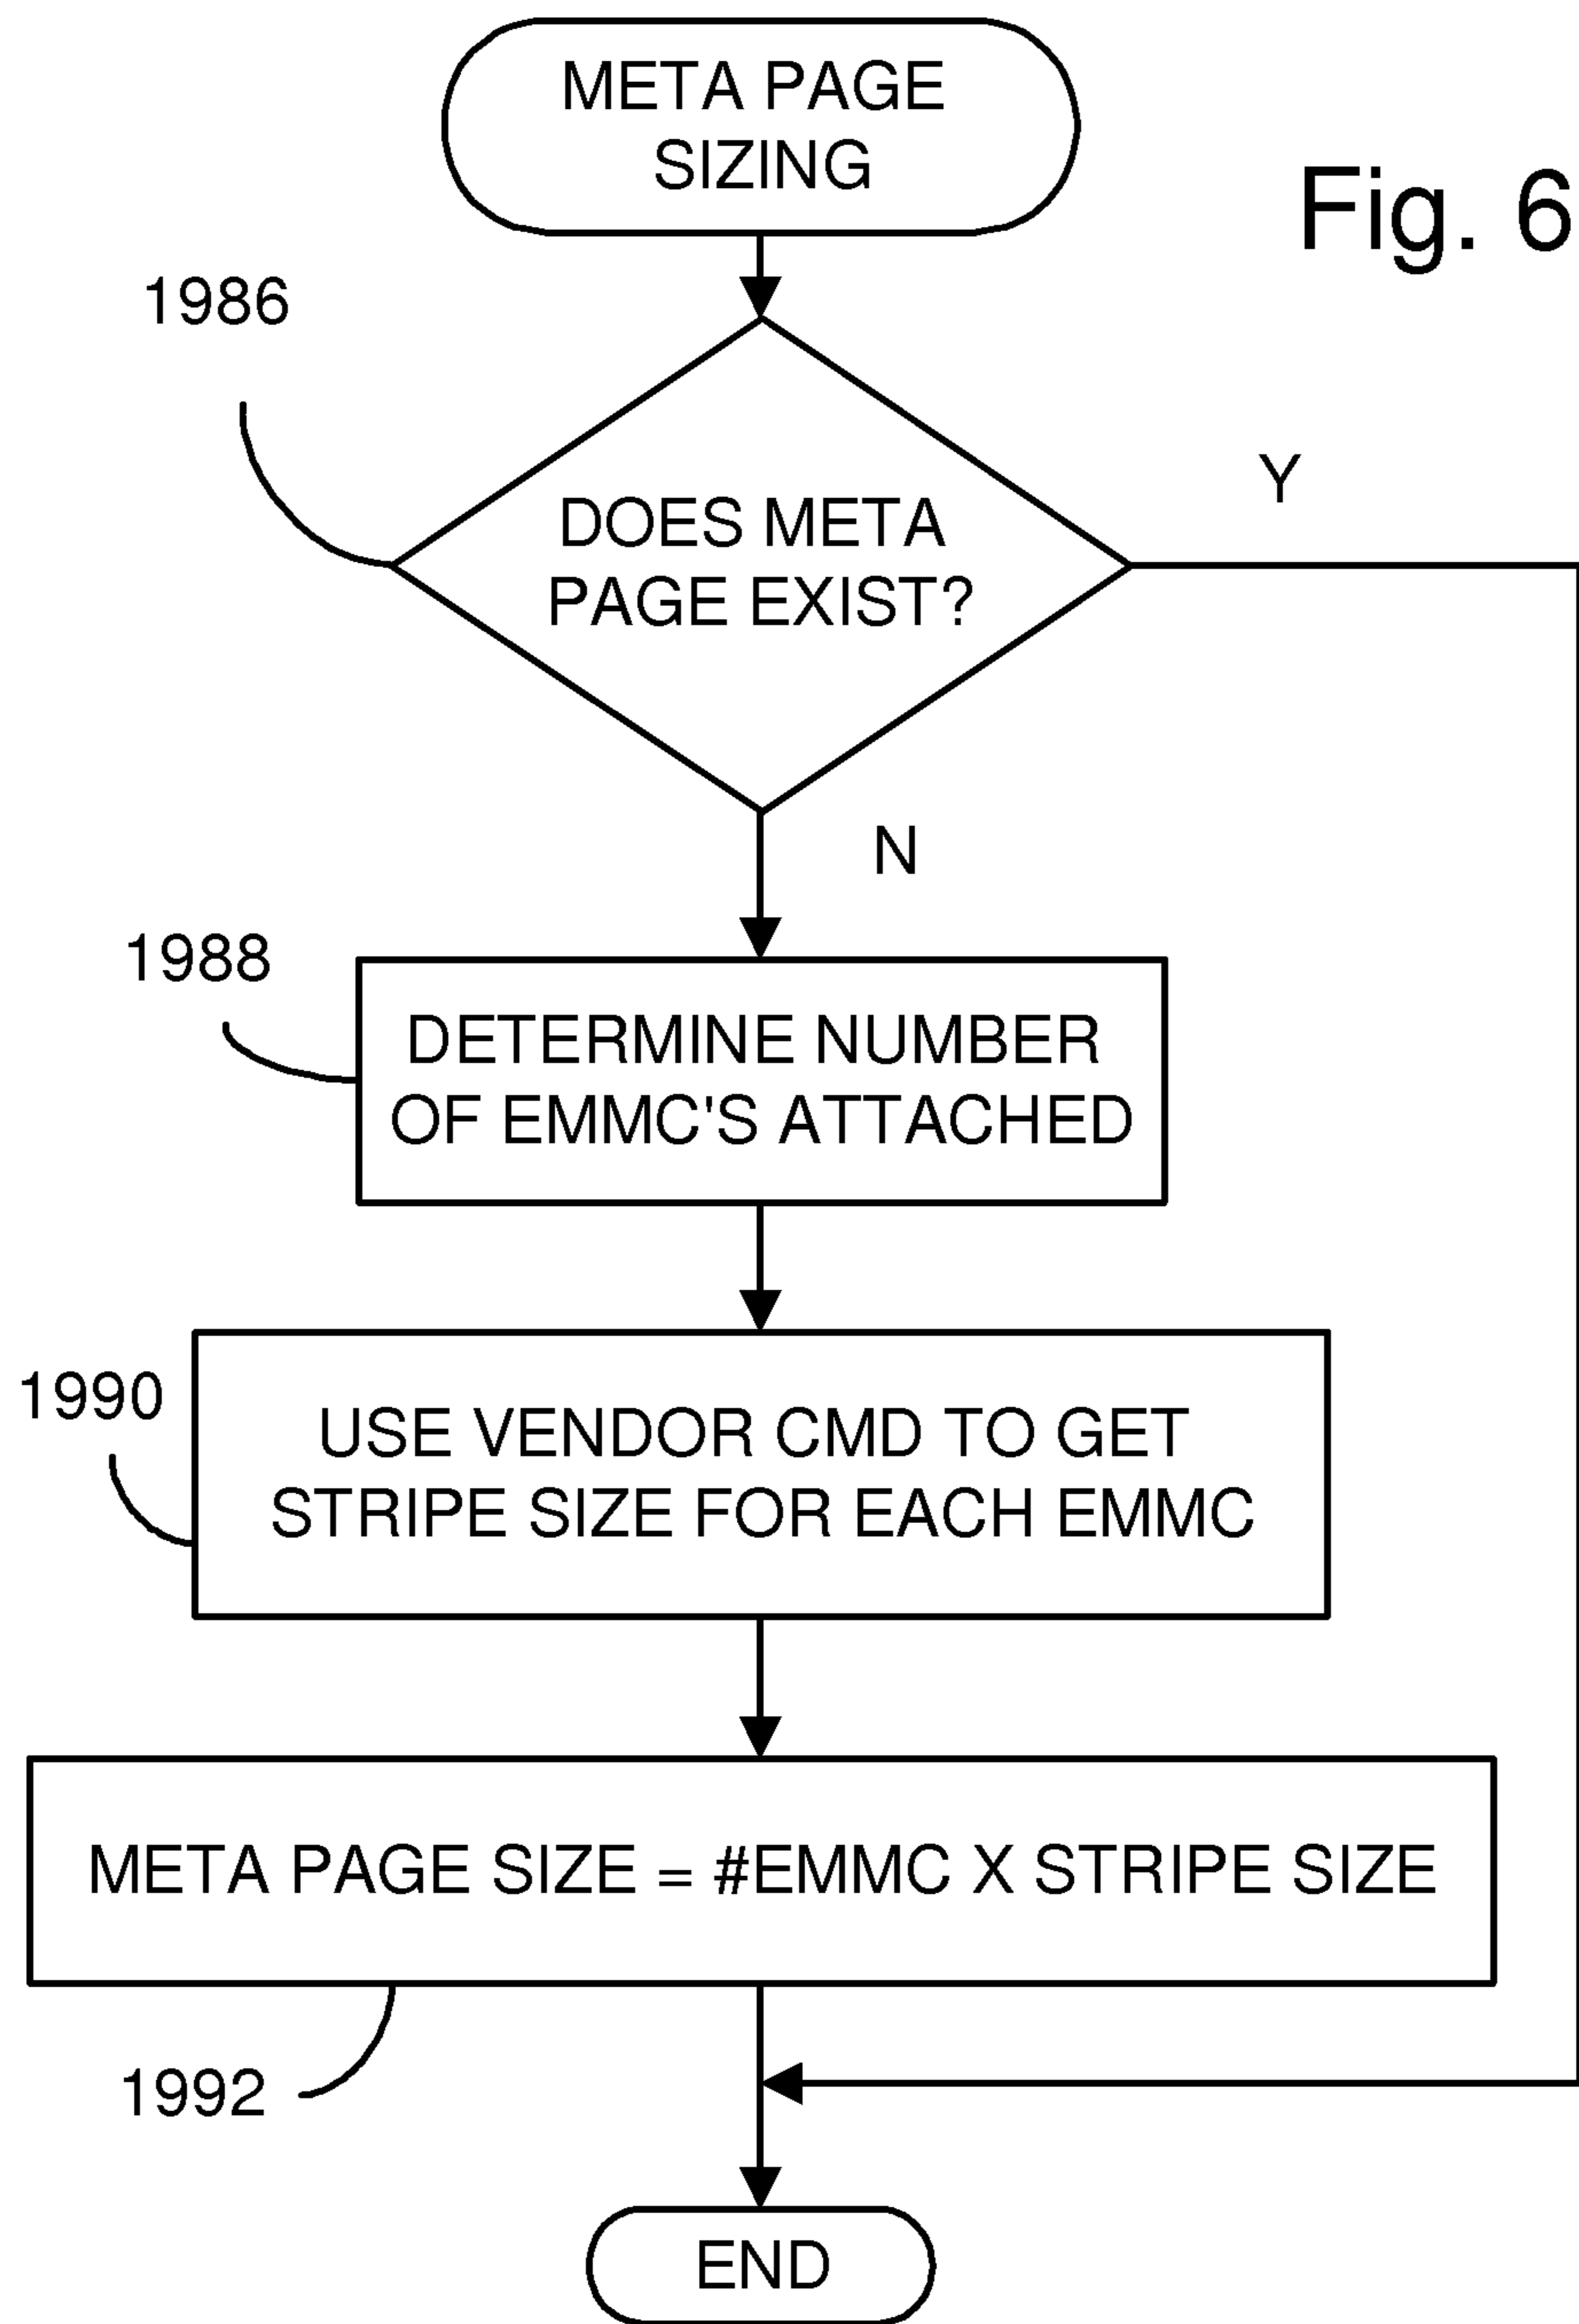 META PAGE
SIZING
Fig. 6
1986
DOES META
PAGE EXIST?
Y
N
1988
DETERMINE NUMBER
OF EMMC'S ATTACHED
1990
USE VENDOR CMD TO GET
STRIPE SIZE FOR EACH EMMC
META PAGE SIZE = #EMMC X STRIPE SIZE
1992
END